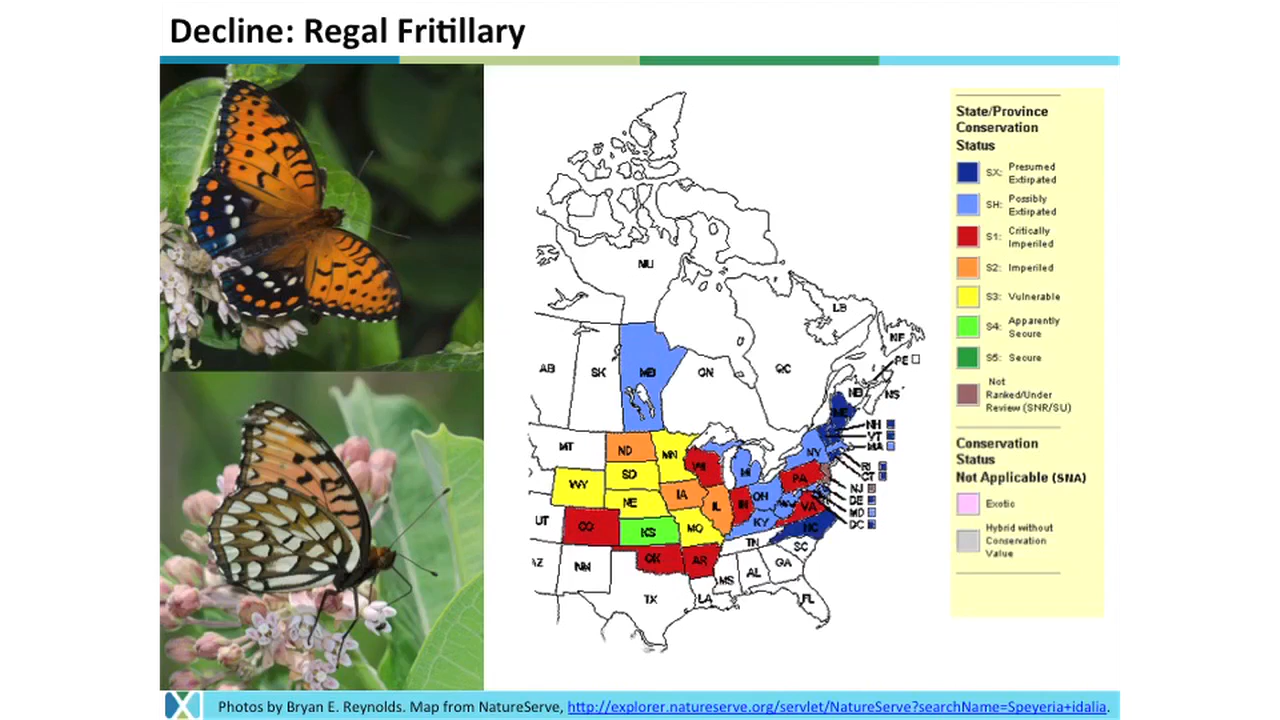 Decline: Regal Fritillary
NU
LB
NF
PE
AB
SK
MB
ON
QC
NB
NS
ME
NH
VT
MA
MT
ND
MN
WI
MI
NY
RI
CT
SD
WY
IA
PA
NJ
DE
MD
DC
NE
IL
IN
OH
VA
UT
CO
KS
MO
KY
NC
TN
SC
AZ
NM
OK
AR
MS
AL
GA
TX
LA
FL
State/Province
Conservation
Status
SX: Presumed
Extirpated
SH: Possibly
Extirpated
S1: Critically
Imperiled
S2: Imperiled
S3: Vulnerable
S4: Apparently
Secure
S5: Secure
Not
Ranked/Under
Review (SNR/SU)
Conservation
Status
Not Applicable (SNA)
Exotic
Hybrid without
Conservation
Value
Photos by Bryan E. Reynolds. Map from NatureServe, http://explorer.natureserve.org/servlet/NatureServe?searchName=Speyeria+idalia.